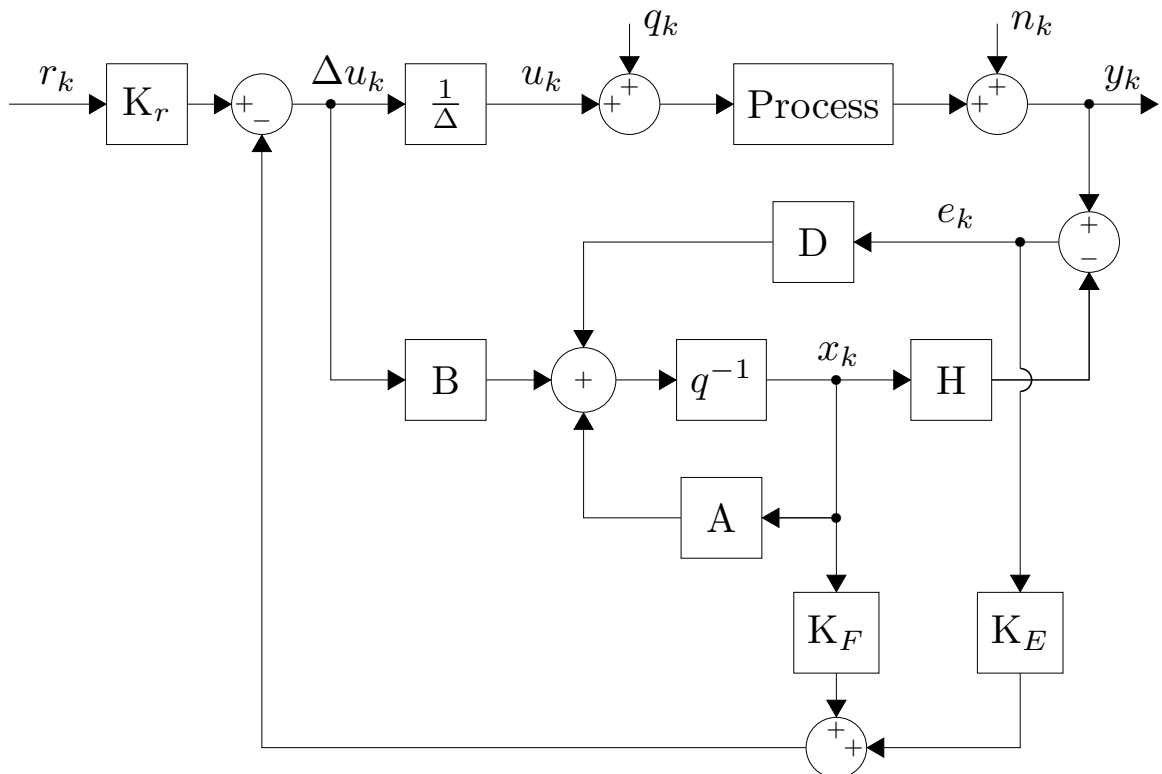 q_k n_k
r_k Δu_k u_k y_k
K_r + − 1/Δ + + Process + +
D e_k + −
B + q^{-1} x_k H
A
K_F K_E
+ +